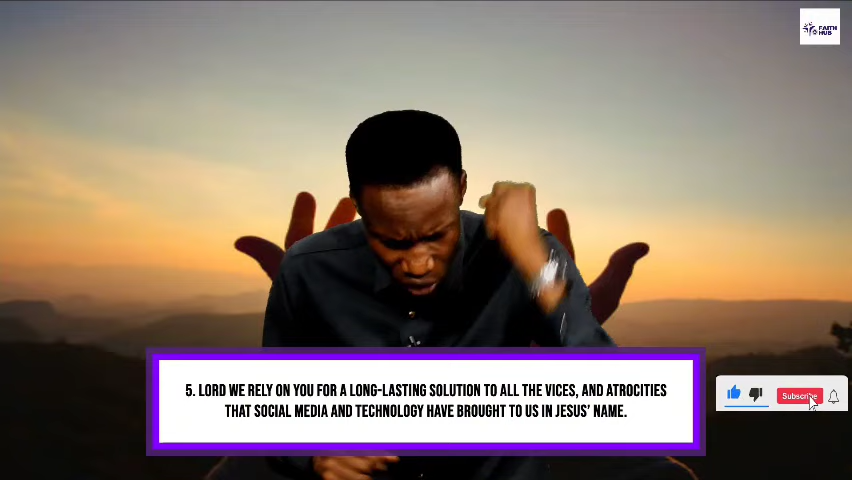 FAITH
HUB
5. LORD WE RELY ON YOU FOR A LONG-LASTING SOLUTION TO ALL THE VICES, AND ATROCITIES
THAT SOCIAL MEDIA AND TECHNOLOGY HAVE BROUGHT TO US IN JESUS’ NAME.
Subscribe